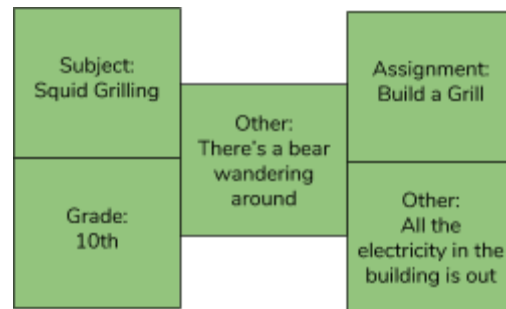 Subject:
Squid Grilling
Grade:
10th
Other:
There's a bear
wandering
around
Assignment:
Build a Grill
Other:
All the
electricity in the
building is out